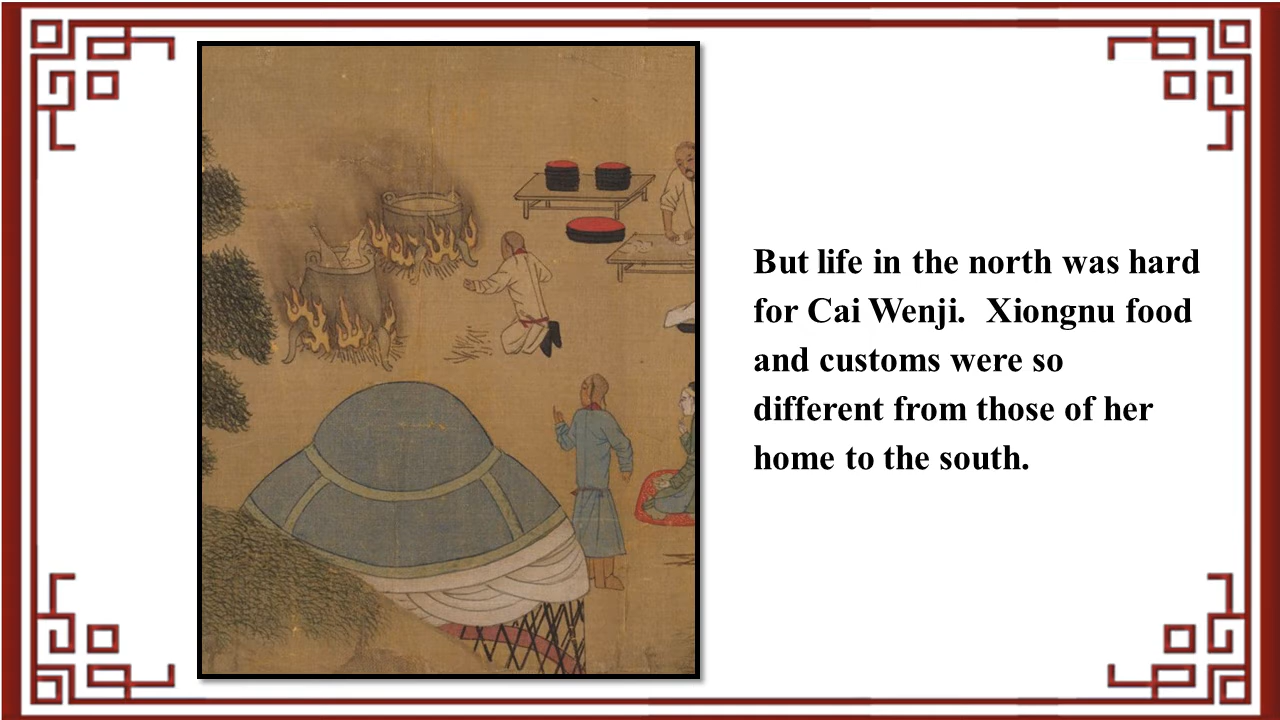 But life in the north was hard
for Cai Wenji.  Xiongnu food
and customs were so
different from those of her
home to the south.